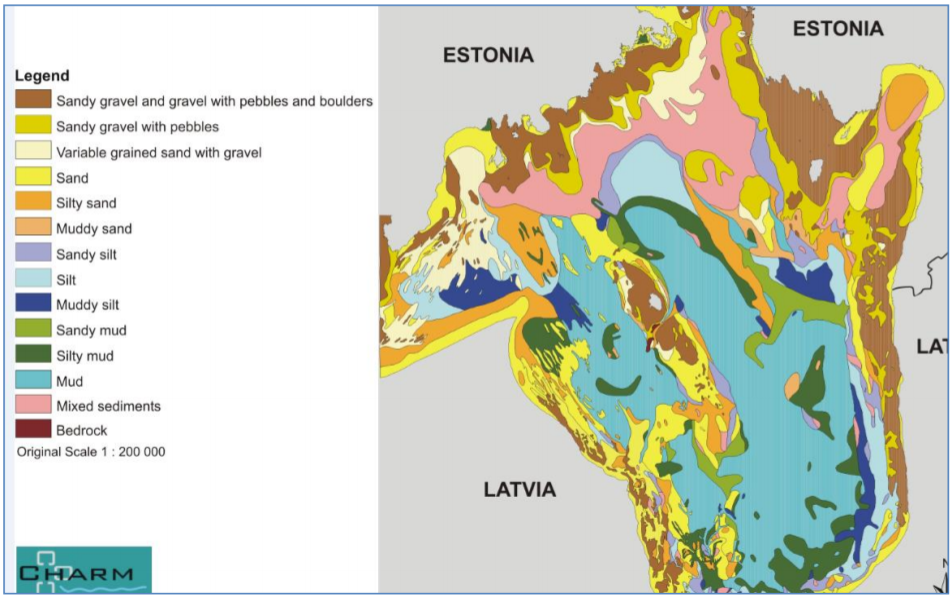 ESTONIA
ESTONIA
Legend
Sandy gravel and gravel with pebbles and boulders
Sandy gravel with pebbles
Variable grained sand with gravel
Sand
Silty sand
Muddy sand
Sandy silt
Silt
Muddy silt
Sandy mud
Silty mud
Mud
Mixed sediments
Bedrock
Original Scale 1 : 200 000
LAT
LATVIA
CHARM